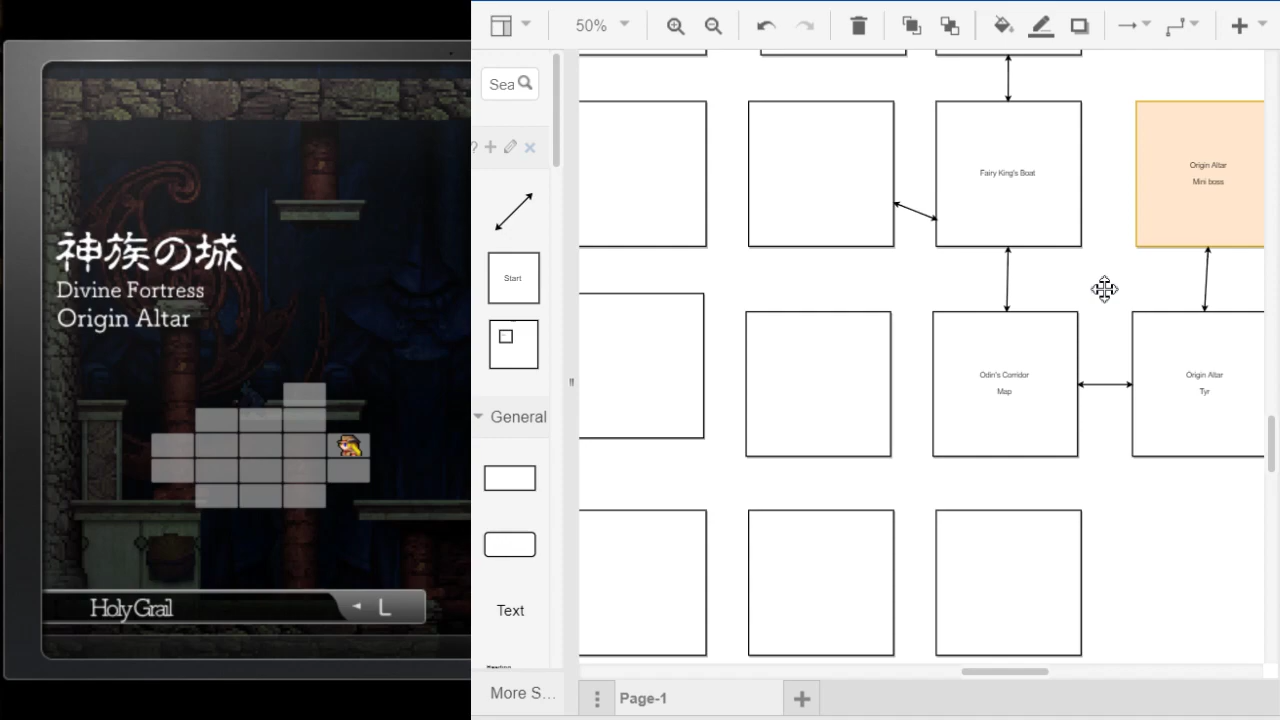 神族の城
Divine Fortress
Origin Altar
Holy Grail
L
50%
Sea
?
Start
General
Text
More S...
Fairy King's Boat
Origin Altar
Mini boss
Odin's Corridor
Map
Origin Altar
Tyr
Page-1